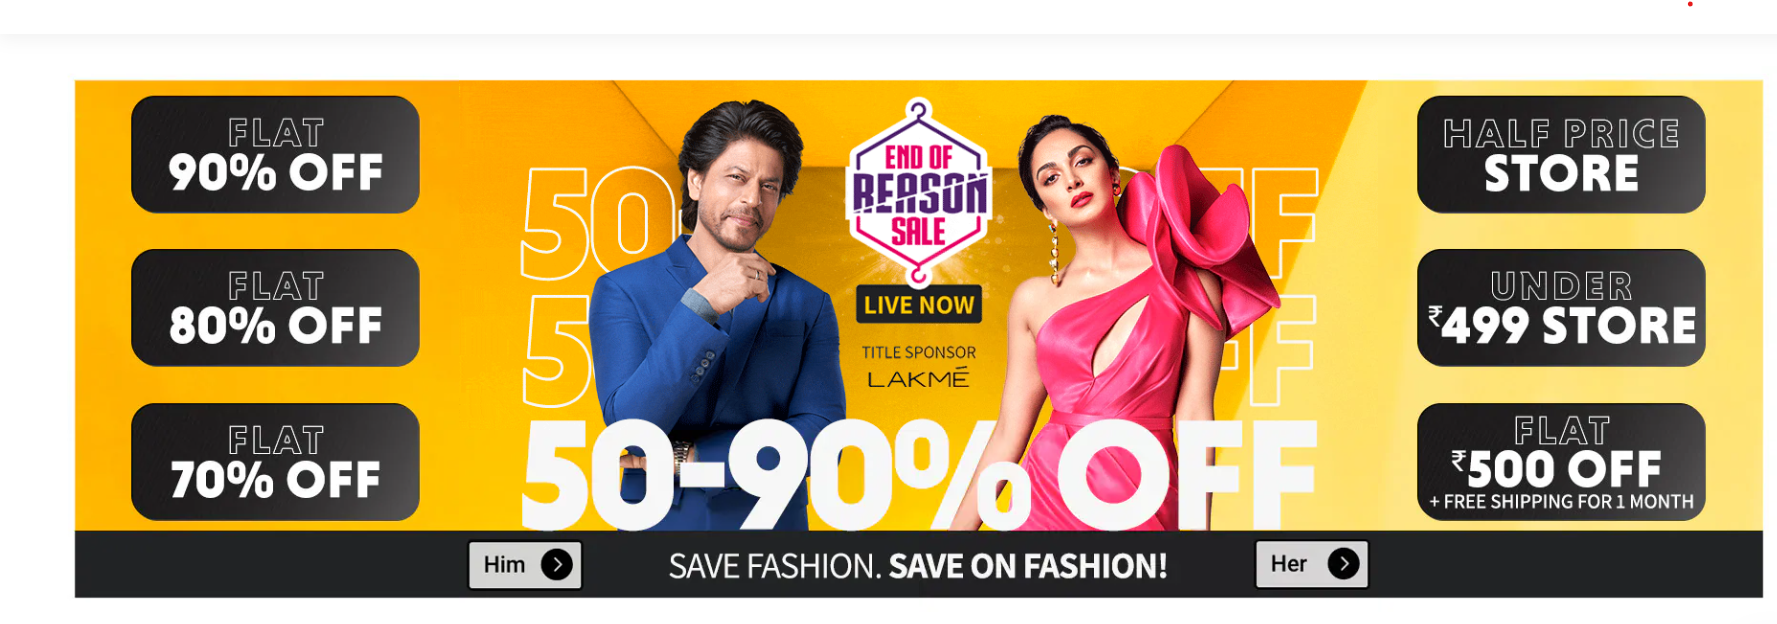 FLAT
90% OFF
FLAT
80% OFF
FLAT
70% OFF
END OF
REASON
SALE
LIVE NOW
TITLE SPONSOR
LAKMÉ
50-90% OFF
HALF PRICE
STORE
UNDER
₹499 STORE
FLAT
₹500 OFF
+ FREE SHIPPING FOR 1 MONTH
Him
SAVE FASHION. SAVE ON FASHION!
Her